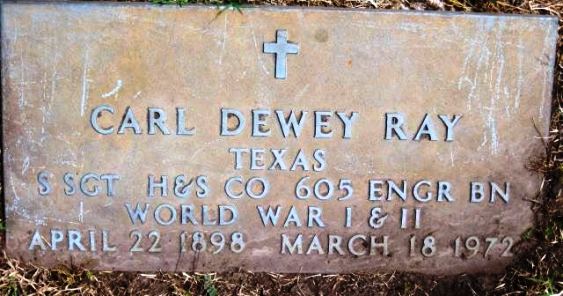 CARL DEWEY RAY
TEXAS
S SGT H&S CO 605 ENGR BN
WORLD WAR I & II
APRIL 22 1898 MARCH 18 1972